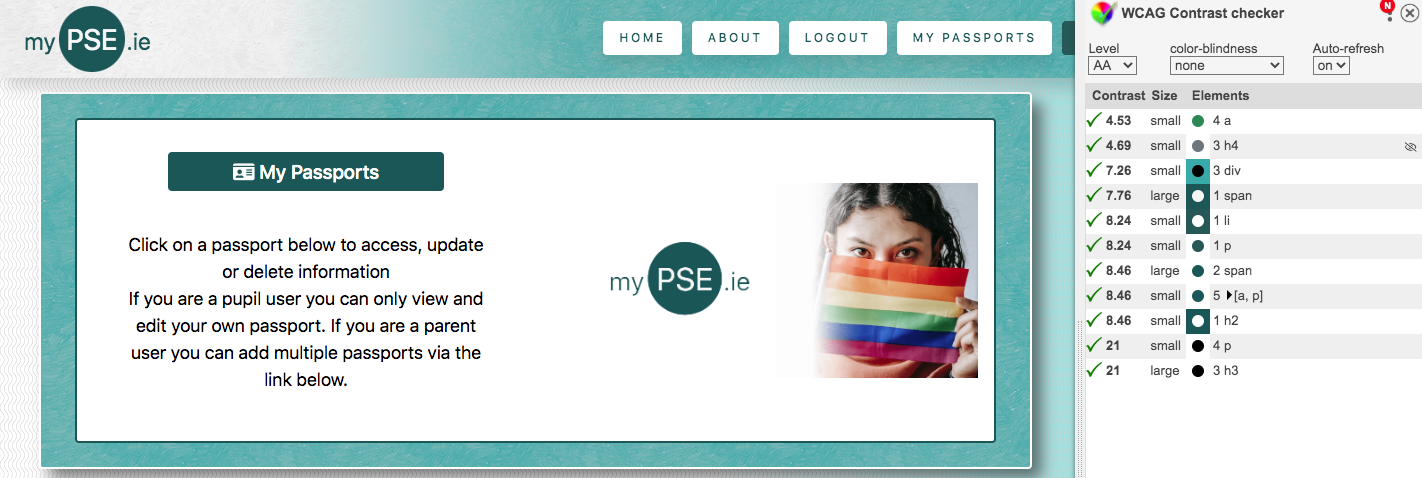 my PSE .ie
HOME
ABOUT
LOGOUT
MY PASSPORTS
My Passports
Click on a passport below to access, update
or delete information
If you are a pupil user you can only view and
edit your own passport. If you are a parent
user you can add multiple passports via the
link below.
my PSE .ie
WCAG Contrast checker
N
Level
color-blindness
Auto-refresh
AA
none
on
Contrast Size Elements
4.53 small 4 a
4.69 small 3 h4
7.26 small 3 div
7.76 large 1 span
8.24 small 1 li
8.24 small 1 p
8.46 large 2 span
8.46 small 5 [a, p]
8.46 small 1 h2
21 small 4 p
21 large 3 h3